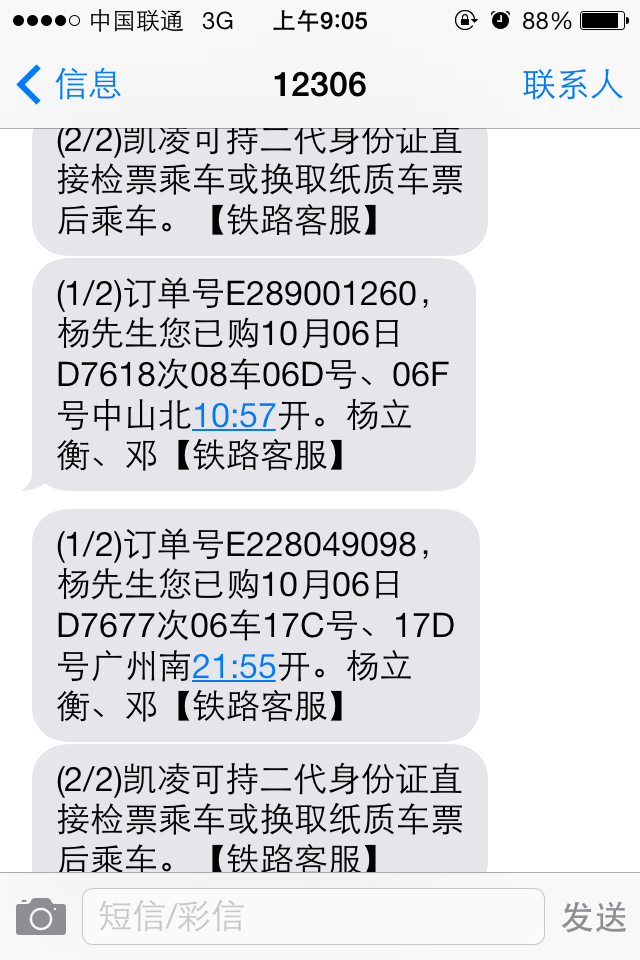 中国联通 3G 上午9:05 88%
信息 12306 联系人
(2/2)凯凌可持二代身份证直
接检票乘车或换取纸质车票
后乘车。【铁路客服】
(1/2)订单号E289001260，
杨先生您已购10月06日
D7618次08车06D号、06F
号中山北10:57开。杨立
衡、邓【铁路客服】
(1/2)订单号E228049098，
杨先生您已购10月06日
D7677次06车17C号、17D
号广州南21:55开。杨立
衡、邓【铁路客服】
(2/2)凯凌可持二代身份证直
接检票乘车或换取纸质车票
后乘车。【铁路客服】
短信/彩信 发送